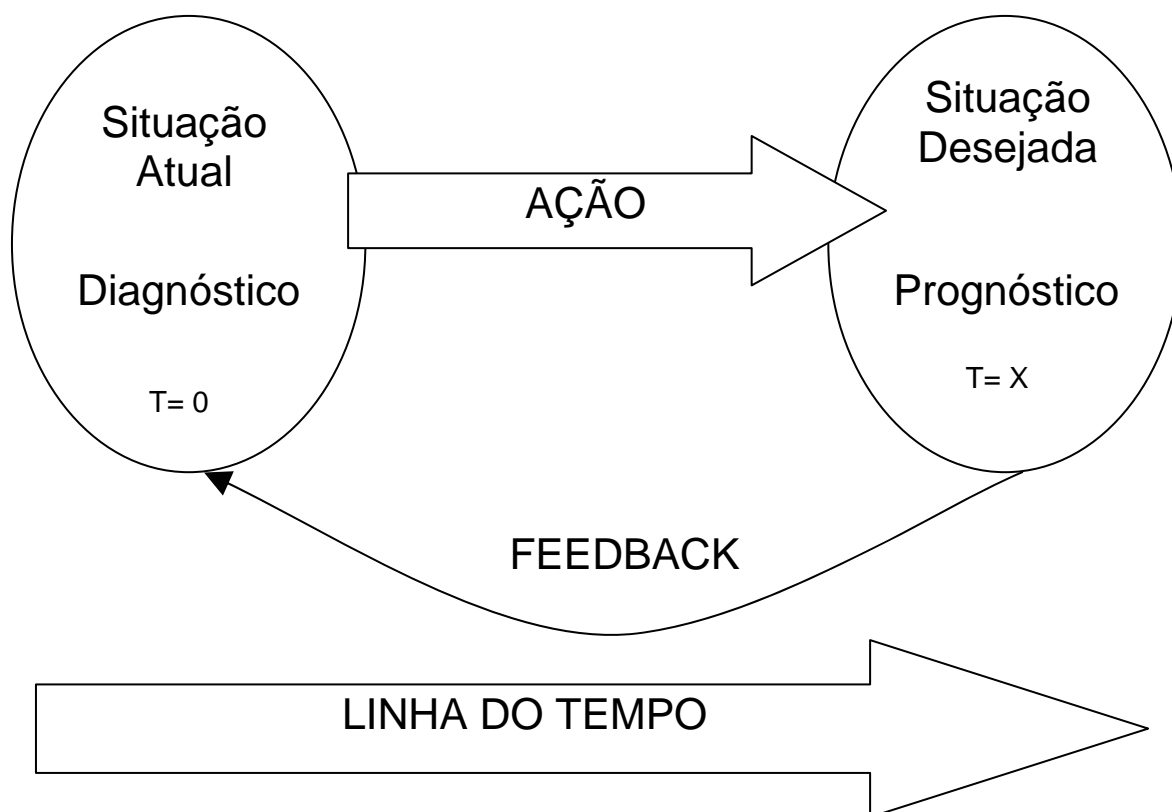 Situação
Atual
Diagnóstico
T= 0
AÇÃO
Situação
Desejada
Prognóstico
T= X
FEEDBACK
LINHA DO TEMPO